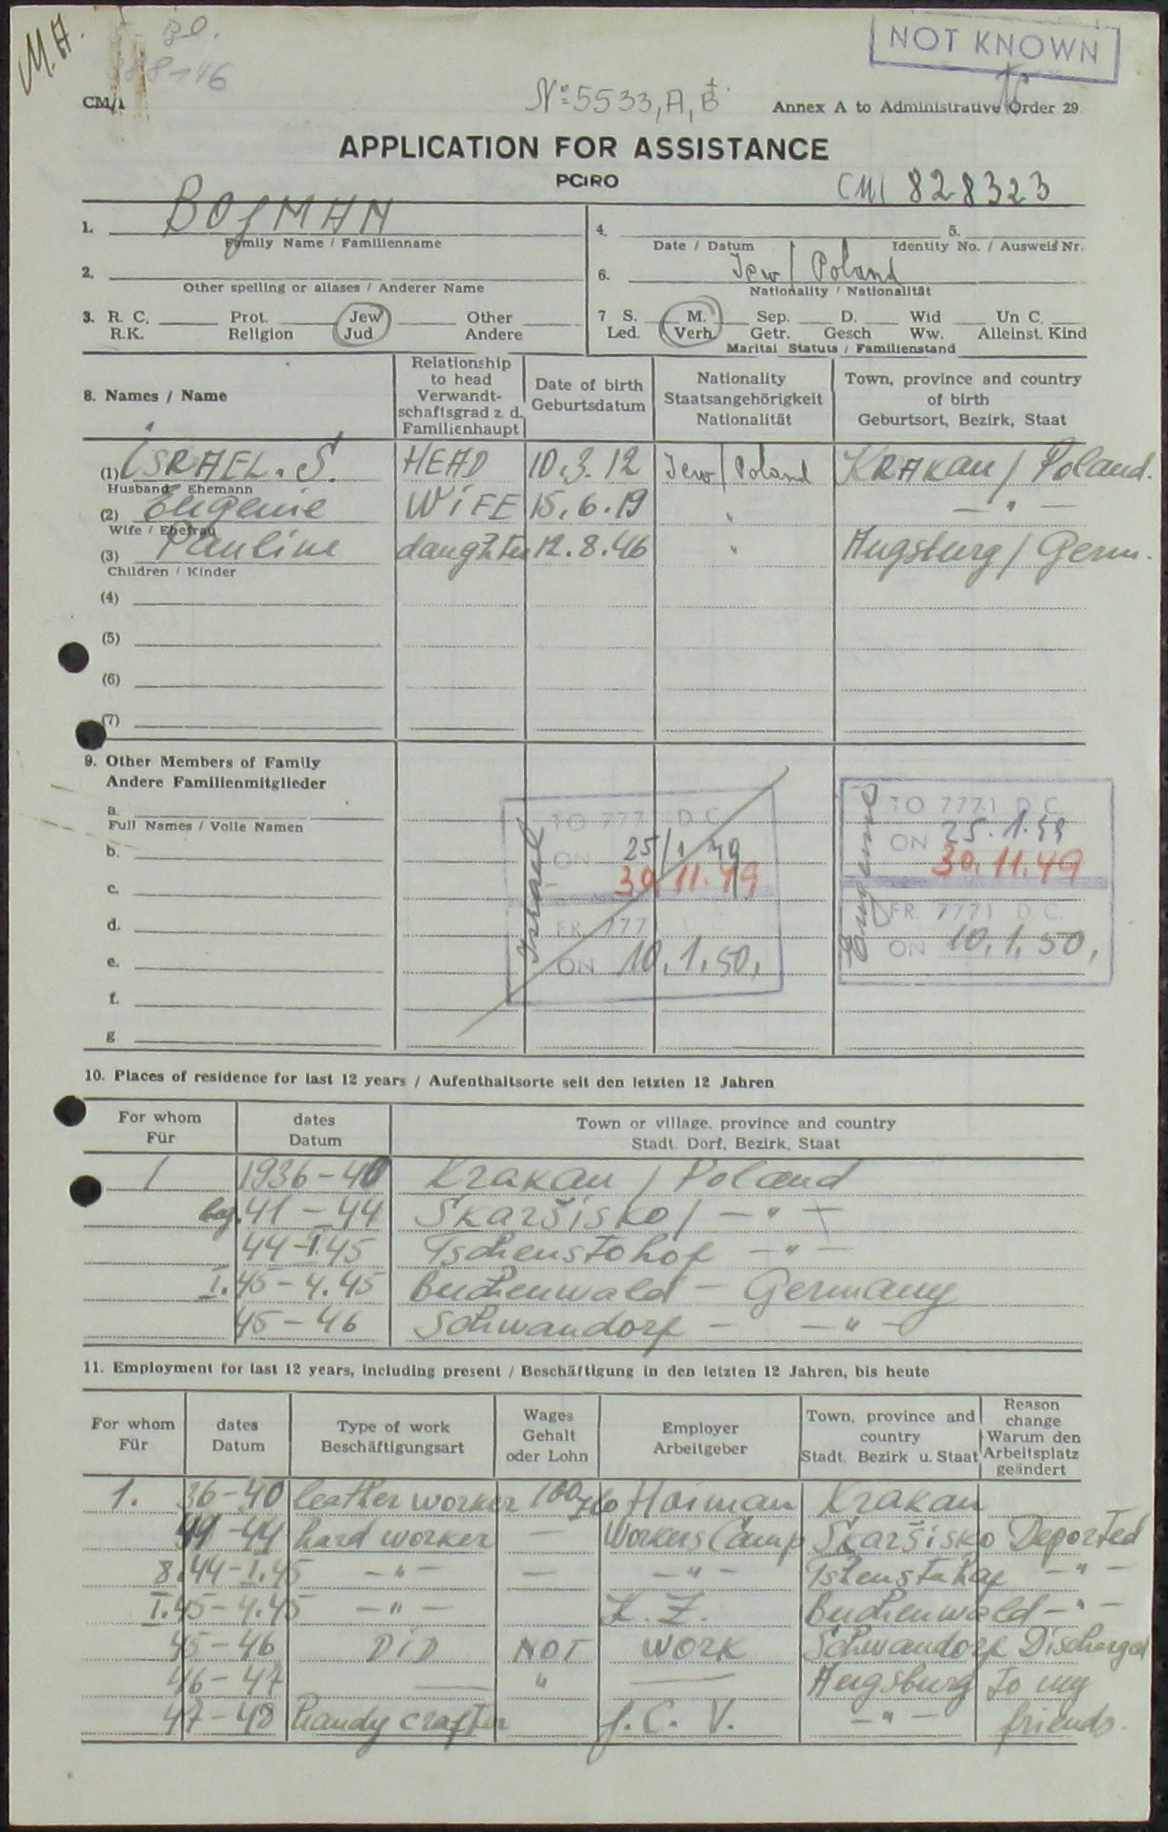 M.A.
B.O.
NOT KNOWN
CM/1
№ 5533, A, B
Annex A to Administrative Order 29
APPLICATION FOR ASSISTANCE
PCIRO
CM1 828323
1. BOJMAN
Family Name / Familienname
4.
Date / Datum
5.
Identity No. / Ausweis Nr.
2.
Other spelling or aliases / Anderer Name
6. Jew / Poland
Nationality / Nationalität
3. R. C. Prot. Jew Other
R.K. Religion Jud Andere
7 S. M. Sep. D. Wid Un C.
Led. Verh. Getr. Gesch Ww. Alleinst. Kind
Marital Statuts / Familienstand
8. Names / Name
Relationship to head Verwandt-schaftsgrad z. d. Familienhaupt
Date of birth Geburtsdatum
Nationality Staatsangehörigkeit Nationalität
Town, province and country of birth Geburtsort, Bezirk, Staat
(1) ISRAEL. S. HEAD 10.3.12 Jew / Poland KRAKau / Poland.
Husband Ehemann
(2) Eugenie WiFE 15.6.19 " — " —
Wife / Ehefrau
(3) Pauline daughter 12.8.46 " Augsburg / Germ.
Children / Kinder
(4)
(5)
(6)
(7)
9. Other Members of Family
Andere Familienmitglieder
a.
Full Names / Volle Namen
b.
c.
d.
e.
f.
g
Israel
TO 777 D C
ON 25/1 49
30.11.49
FR. 777
ON 10.1.50.
Eugenie
TO 7771 D C
ON 25.1.49
30.11.49
FR. 7771 D C.
ON 10.1.50.
10. Places of residence for last 12 years / Aufenthaltsorte seit den letzten 12 Jahren
For whom Für
dates Datum
Town or village, province and country Stadt. Dorf, Bezirk, Staat
1 1936-40 Krakau / Poland
beg. 41 - 44 Skaršisko / — " —
44-I.45 Tschenstohof — " —
I.45-4.45 Buchenwald - Germany
45-46 Schwandorf - — " —
11. Employment for last 12 years, including present / Beschäftigung in den letzten 12 Jahren, bis heute
For whom Für
dates Datum
Type of work Beschäftigungsart
Wages Gehalt oder Lohn
Employer Arbeitgeber
Town, province and country Stadt. Bezirk u. Staat
Reason change Warum den Arbeitsplatz geändert
1. 36-40 leather worker Hoiman Krakau
41-44 hard worker — Workers Camp Skaršisko Deported
8.44-I.45 — " — — — " — Tshenstohof — " —
I.45-4.45 — " — K. Z. Buchenwald — " —
45-46 DiD NOT WORK Schwandorf Discharged
46-47 — " — Augsburg to my
47-48 handy crafter J. C. V. — " — friends.